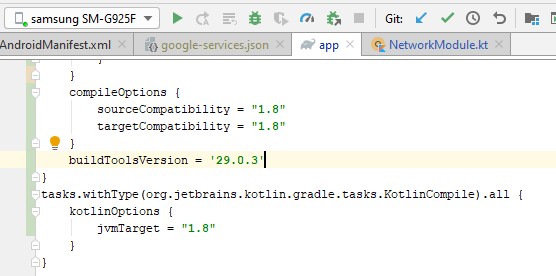 samsung SM-G925F
Git:
AndroidManifest.xml
google-services.json
app
NetworkModule.kt
}
}
compileOptions {
sourceCompatibility = "1.8"
targetCompatibility = "1.8"
}
buildToolsVersion = '29.0.3'
}
tasks.withType(org.jetbrains.kotlin.gradle.tasks.KotlinCompile).all {
kotlinOptions {
jvmTarget = "1.8"
}
}